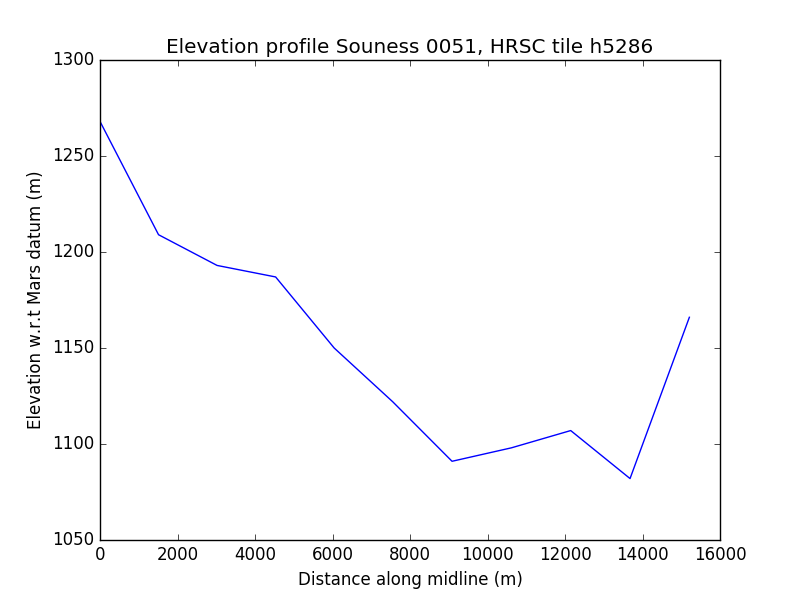 Elevation profile Souness 0051, HRSC tile h5286
1300
1250
1200
1150
1100
1050
Elevation w.r.t Mars datum (m)
0 2000 4000 6000 8000 10000 12000 14000 16000
Distance along midline (m)